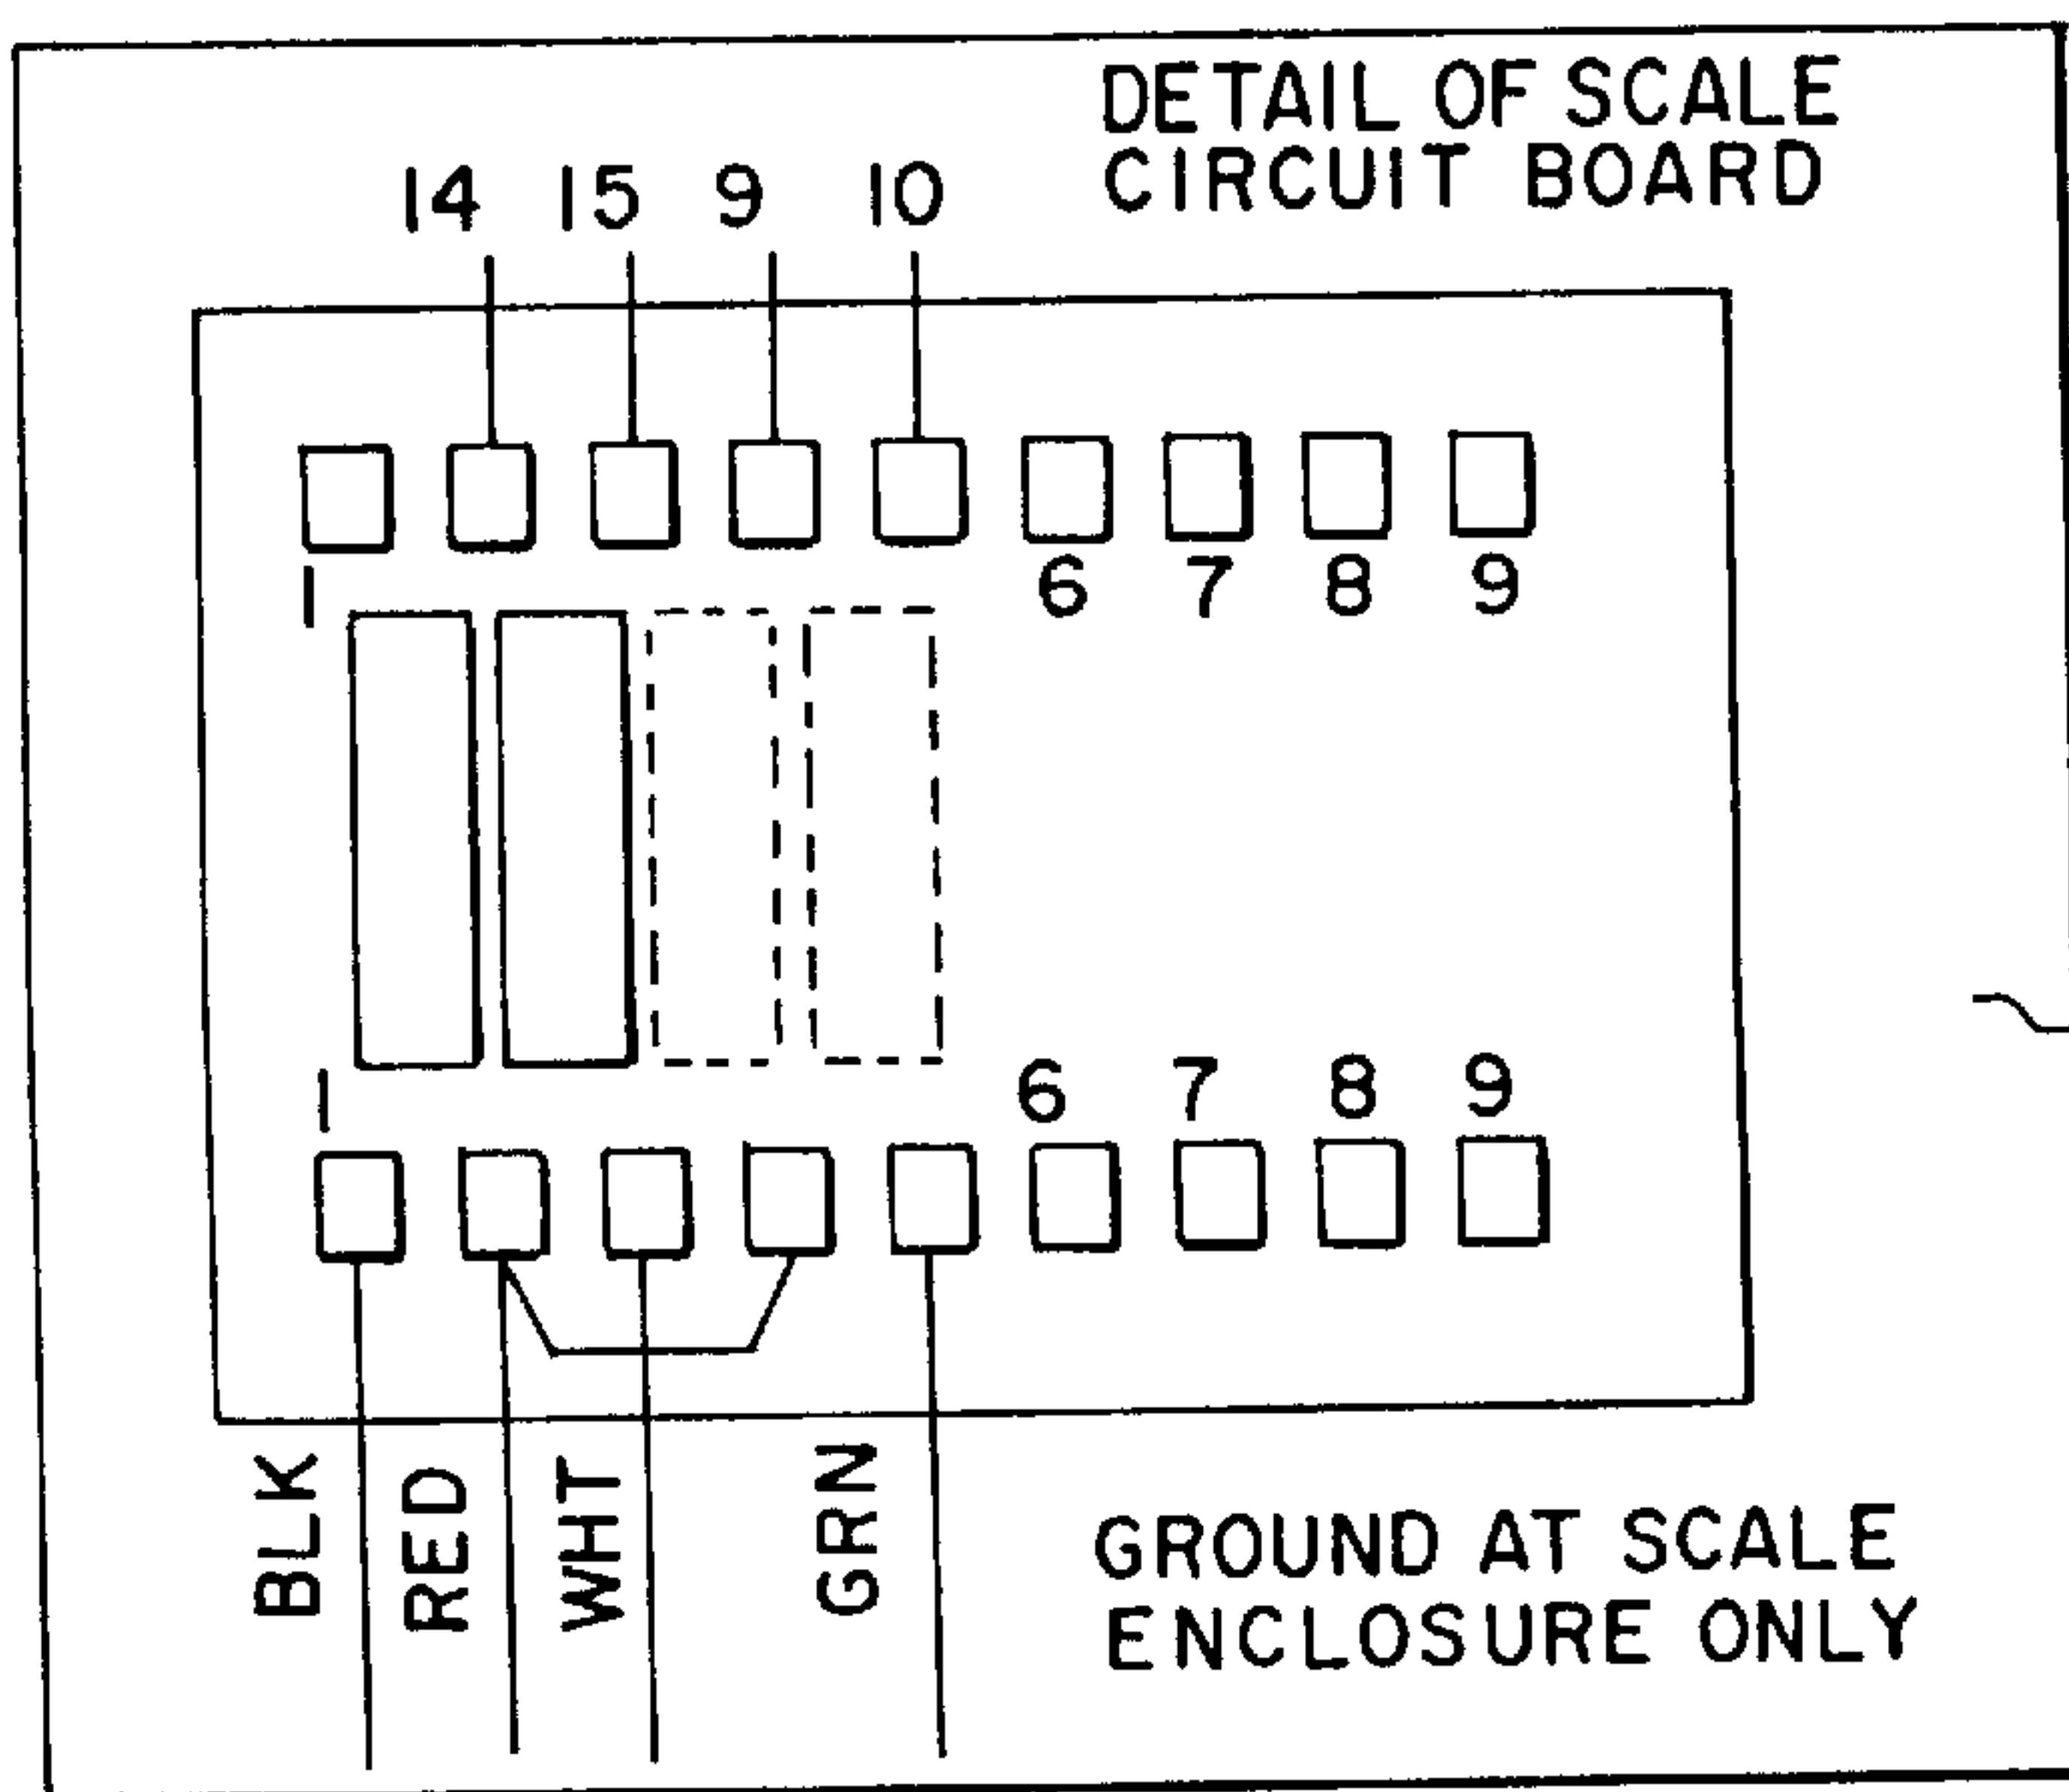 DETAIL OF SCALE
CIRCUIT BOARD
14 15 9 10
1 6 7 8 9
1 6 7 8 9
BLK RED WHT GRN
GROUND AT SCALE
ENCLOSURE ONLY